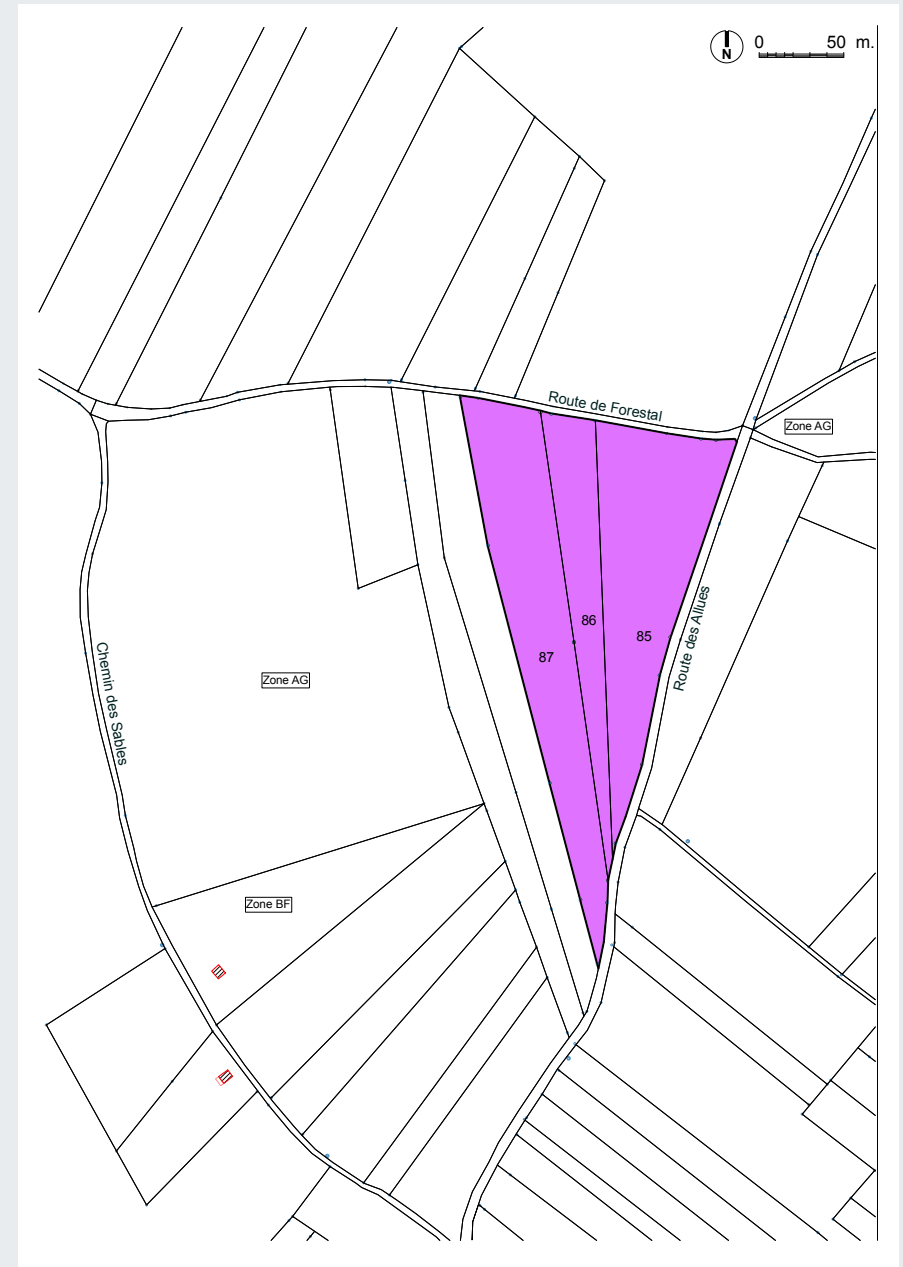 N
0 50 m.
Route de Forestal
Zone AG
Route des Allues
86
85
87
Chemin des Sables
Zone AG
Zone BF